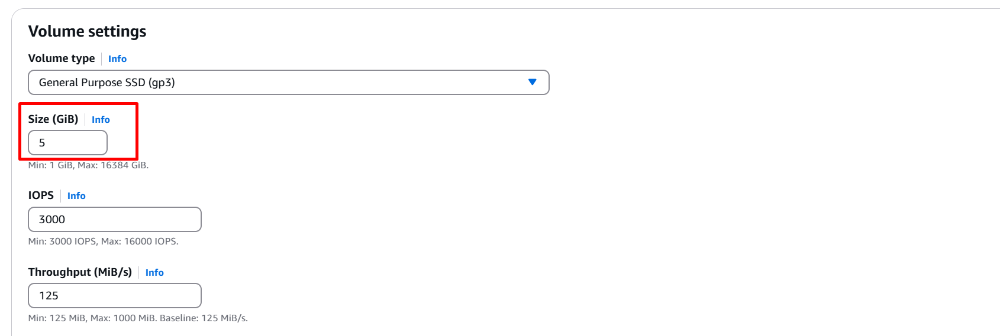 Volume settings
Volume type Info
General Purpose SSD (gp3)
Size (GiB) Info
5
Min: 1 GiB, Max: 16384 GiB.
IOPS Info
3000
Min: 3000 IOPS, Max: 16000 IOPS.
Throughput (MiB/s) Info
125
Min: 125 MiB, Max: 1000 MiB. Baseline: 125 MiB/s.